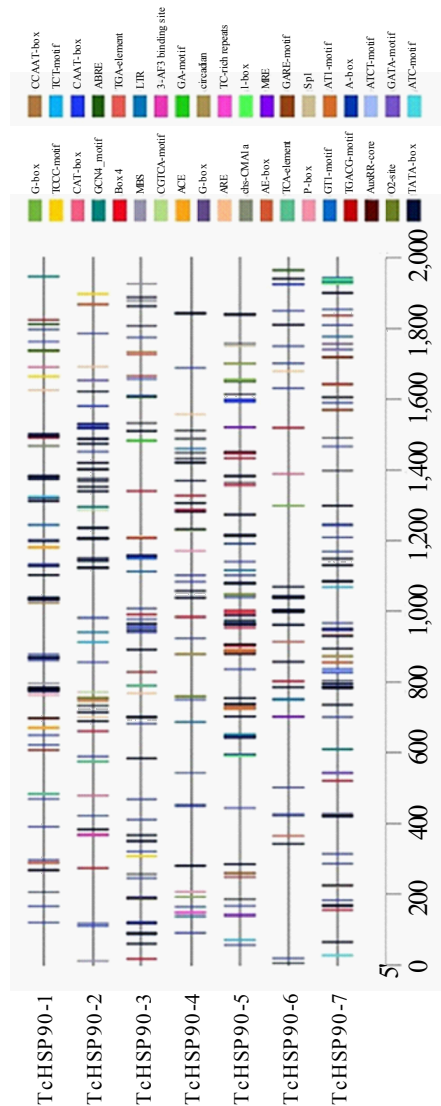 TcHSP90-1
TcHSP90-2
TcHSP90-3
TcHSP90-4
TcHSP90-5
TcHSP90-6
TcHSP90-7
5'
0
200
400
600
800
1,000
1,200
1,400
1,600
1,800
2,000
G-box
TCCC-motif
CAT-box
GCN4_motif
Box 4
MBS
CGTCA-motif
ACE
G-box
ARE
chs-CMA1a
AE-box
TCA-element
P-box
GT1-motif
TGACG-motif
AuxRR-core
O2-site
TATA-box
CCAAT-box
TCT-motif
CAAT-box
ABRE
TGA-element
LTR
3-AF3 binding site
GA-motif
circadian
TC-rich repeats
I-box
MRE
GARE-motif
Sp1
AT1-motif
A-box
ATCT-motif
GATA-motif
ATC-motif